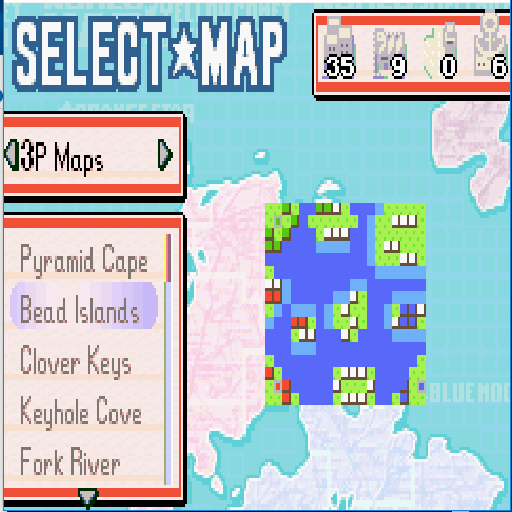 SELECT★MAP
35 9 0 6
3P Maps
Pyramid Cape
Bead Islands
Clover Keys
Keyhole Cove
Fork River
BLUE MOO